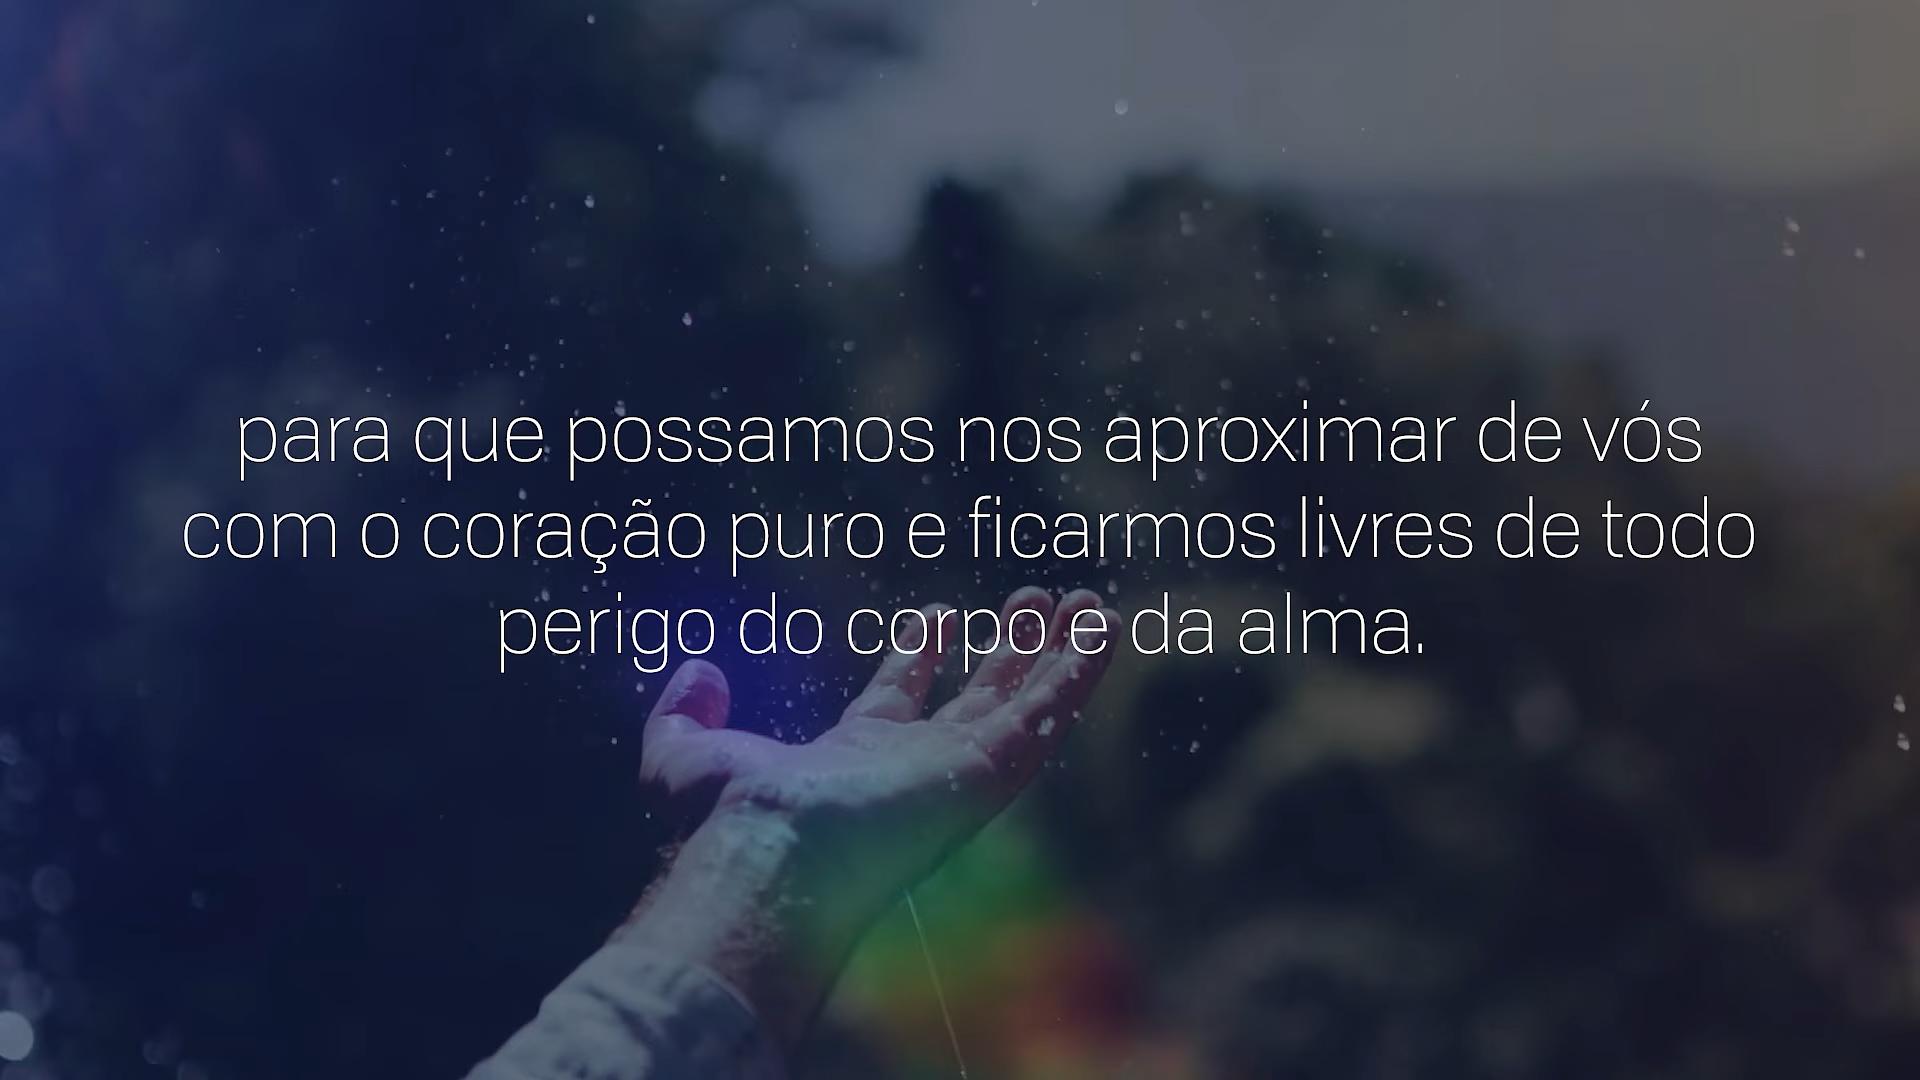 para que possamos nos aproximar de vós
com o coração puro e ficarmos livres de todo
perigo do corpo e da alma.